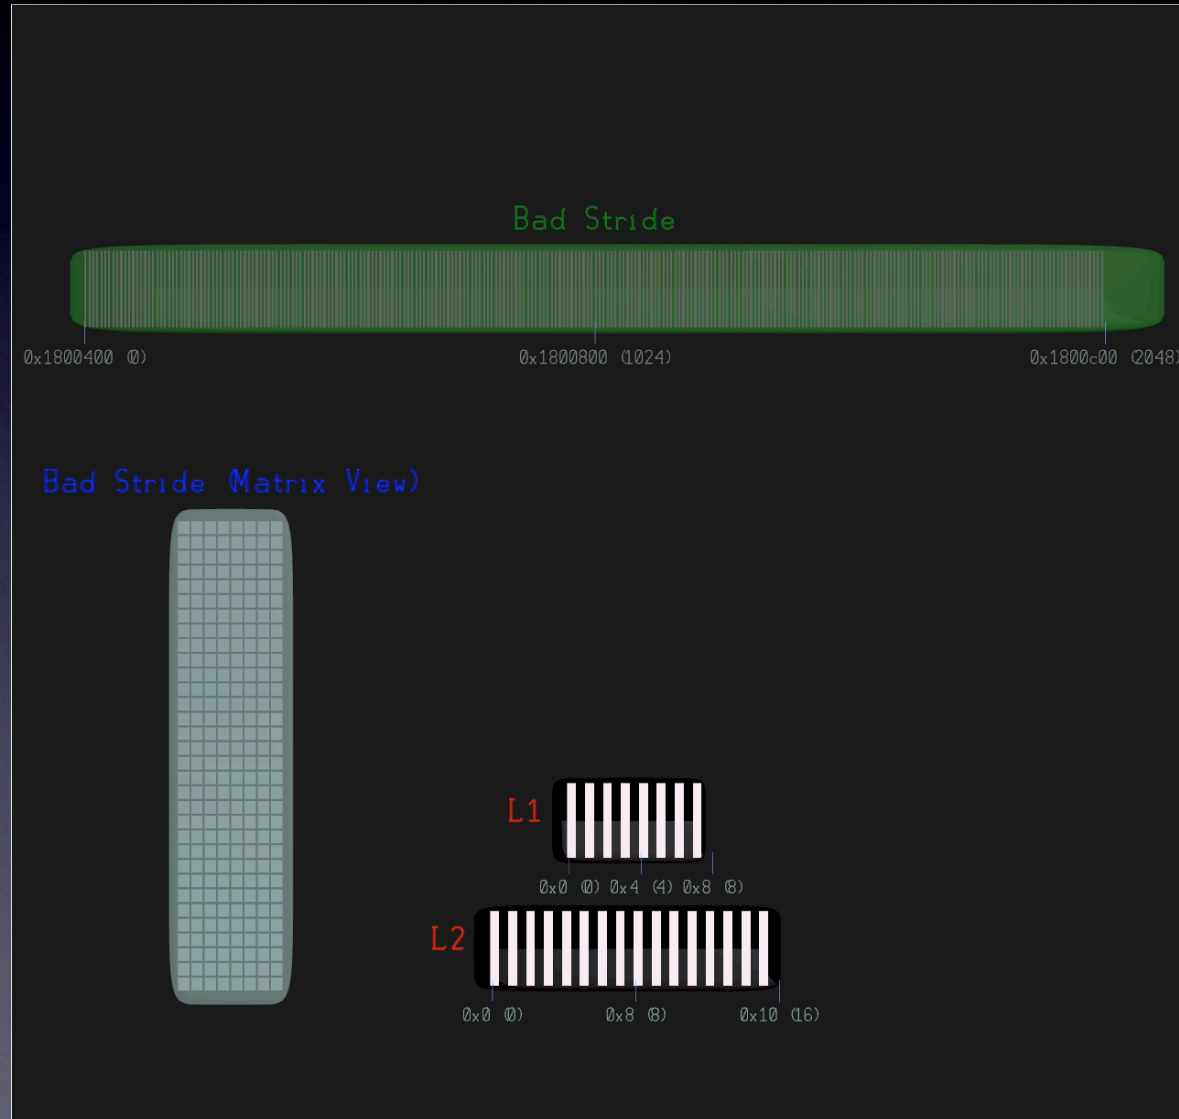 Bad Stride
0x1800400 (0) 0x1800800 (1024) 0x1800c00 (2048)
Bad Stride (Matrix View)
L1
0x0 (0) 0x4 (4) 0x8 (8)
L2
0x0 (0) 0x8 (8) 0x10 (16)